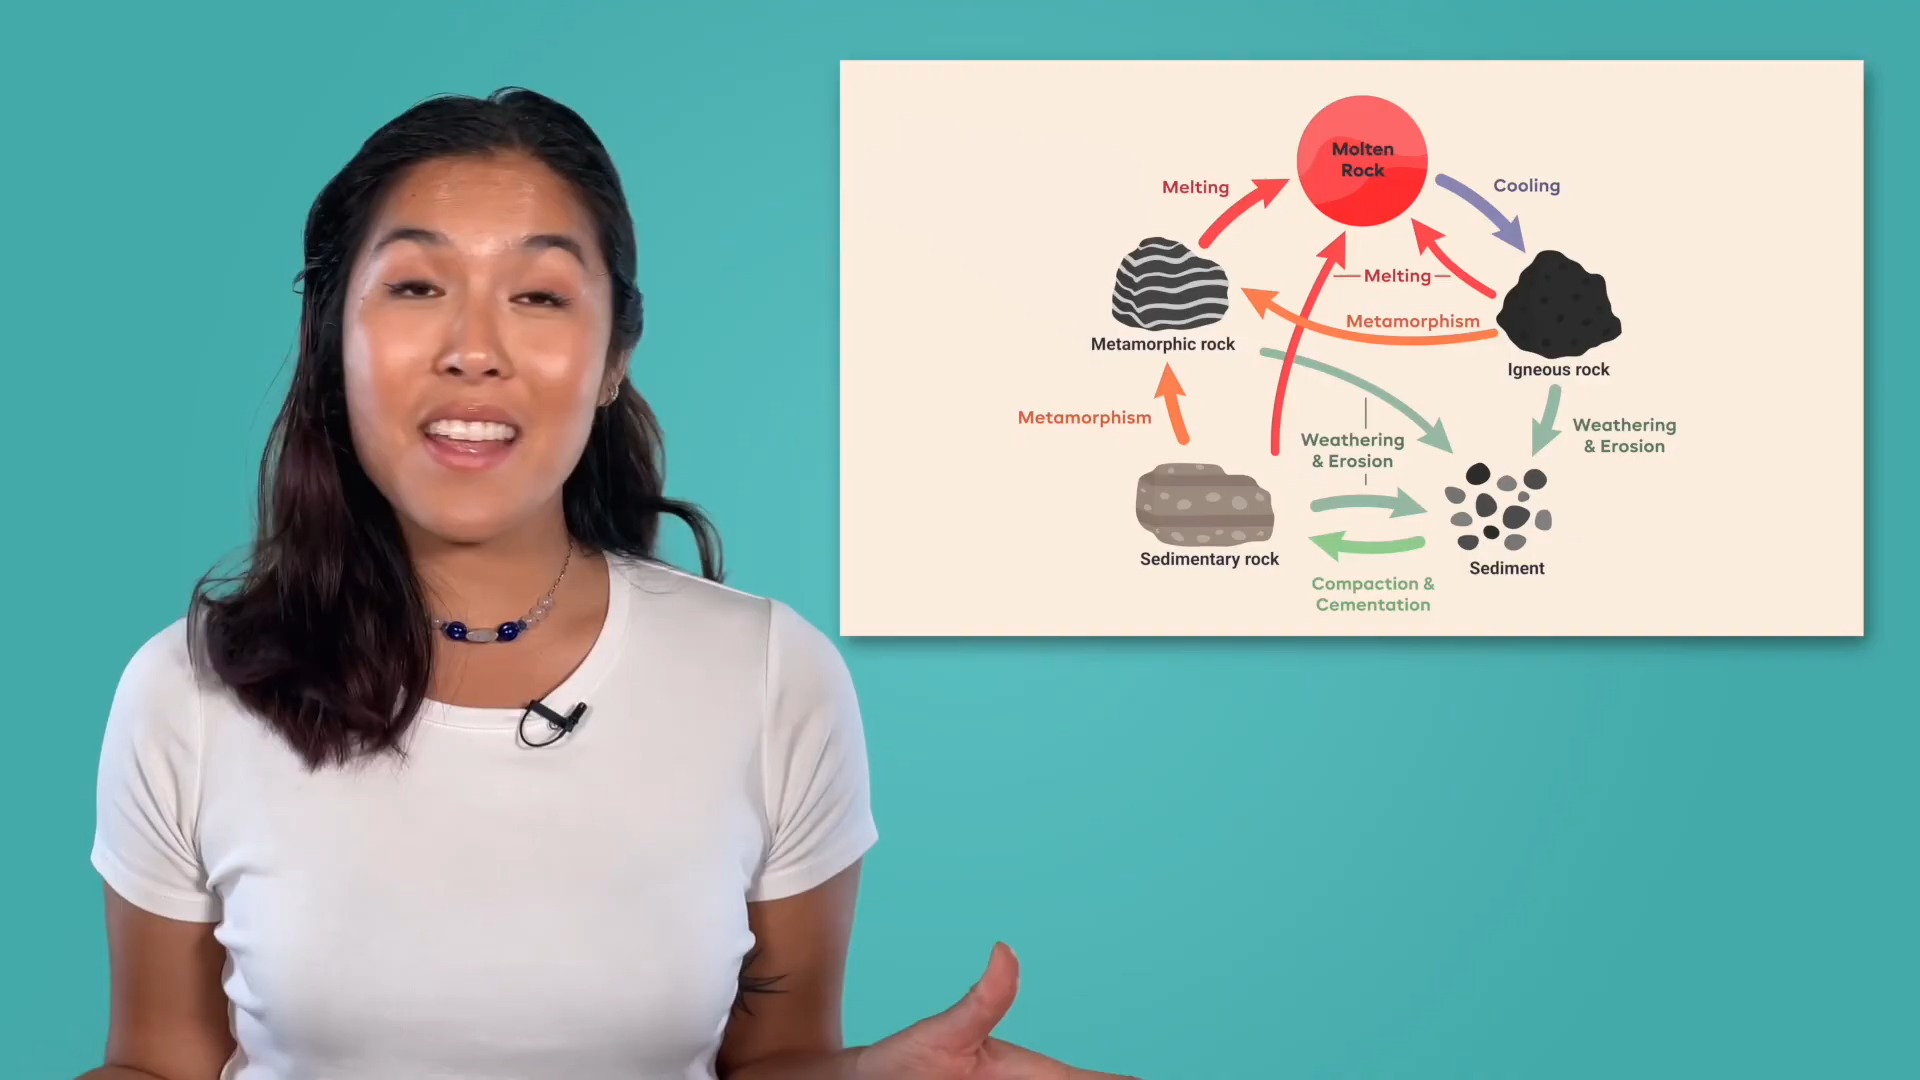 Molten
Rock
Melting
Cooling
Melting
Metamorphism
Metamorphic rock
Igneous rock
Metamorphism
Weathering
& Erosion
Weathering
& Erosion
Sedimentary rock
Sediment
Compaction &
Cementation